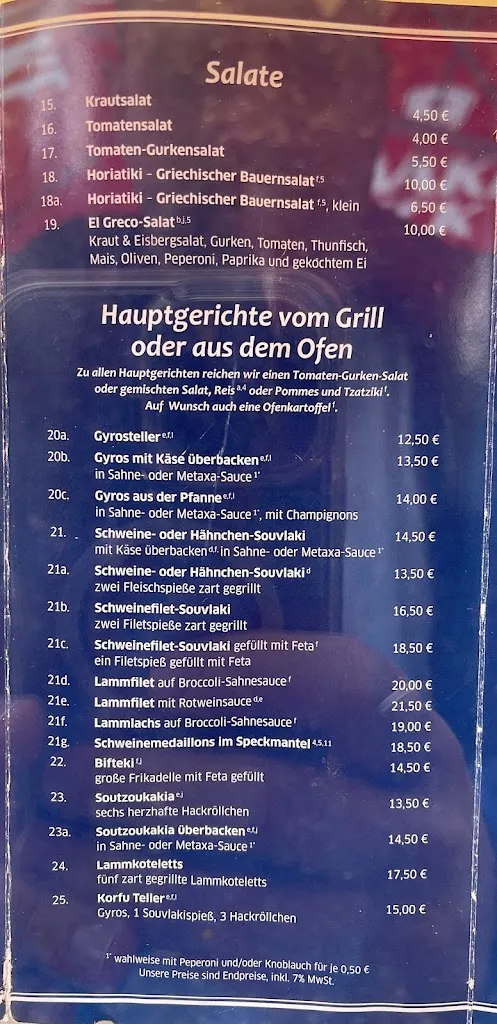 Salate
15. Krautsalat 4,50 €
16. Tomatensalat 4,00 €
17. Tomaten-Gurkensalat 5,50 €
18. Horiatiki - Griechischer Bauernsalat f,5 10,00 €
18a. Horiatiki - Griechischer Bauernsalat f,5, klein 6,50 €
19. El Greco-Salat b,j,5 10,00 €
Kraut & Eisbergsalat, Gurken, Tomaten, Thunfisch,
Mais, Oliven, Peperoni, Paprika und gekochtem Ei
Hauptgerichte vom Grill
oder aus dem Ofen
Zu allen Hauptgerichten reichen wir einen Tomaten-Gurken-Salat
oder gemischten Salat, Reis a,4 oder Pommes und Tzatziki f.
Auf Wunsch auch eine Ofenkartoffel f.
20a. Gyrosteller e,f,l 12,50 €
20b. Gyros mit Käse überbacken e,f,l 13,50 €
in Sahne- oder Metaxa-Sauce 1*
20c. Gyros aus der Pfanne e,f,l 14,00 €
in Sahne- oder Metaxa-Sauce 1*, mit Champignons
21. Schweine- oder Hähnchen-Souvlaki 14,50 €
mit Käse überbacken d,f, in Sahne- oder Metaxa-Sauce 1*
21a. Schweine- oder Hähnchen-Souvlaki d 13,50 €
zwei Fleischspieße zart gegrillt
21b. Schweinefilet-Souvlaki 16,50 €
zwei Filetspieße zart gegrillt
21c. Schweinefilet-Souvlaki gefüllt mit Feta f 18,50 €
ein Filetspieß gefüllt mit Feta
21d. Lammfilet auf Broccoli-Sahnesauce f 20,00 €
21e. Lammfilet mit Rotweinsauce d,e 21,50 €
21f. Lammlachs auf Broccoli-Sahnesauce f 19,00 €
21g. Schweinemedaillons im Speckmantel 4,5,11 18,50 €
22. Bifteki f,j 14,50 €
große Frikadelle mit Feta gefüllt
23. Soutzoukakia e,j 13,50 €
sechs herzhafte Hackröllchen
23a. Soutzoukakia überbacken e,f,j 14,50 €
in Sahne- oder Metaxa-Sauce 1*
24. Lammkoteletts 17,50 €
fünf zart gegrillte Lammkoteletts
25. Korfu Teller e,f,l 15,00 €
Gyros, 1 Souvlakispieß, 3 Hackröllchen
1* wahlweise mit Peperoni und/oder Knoblauch für je 0,50 €
Unsere Preise sind Endpreise, inkl. 7% MwSt.